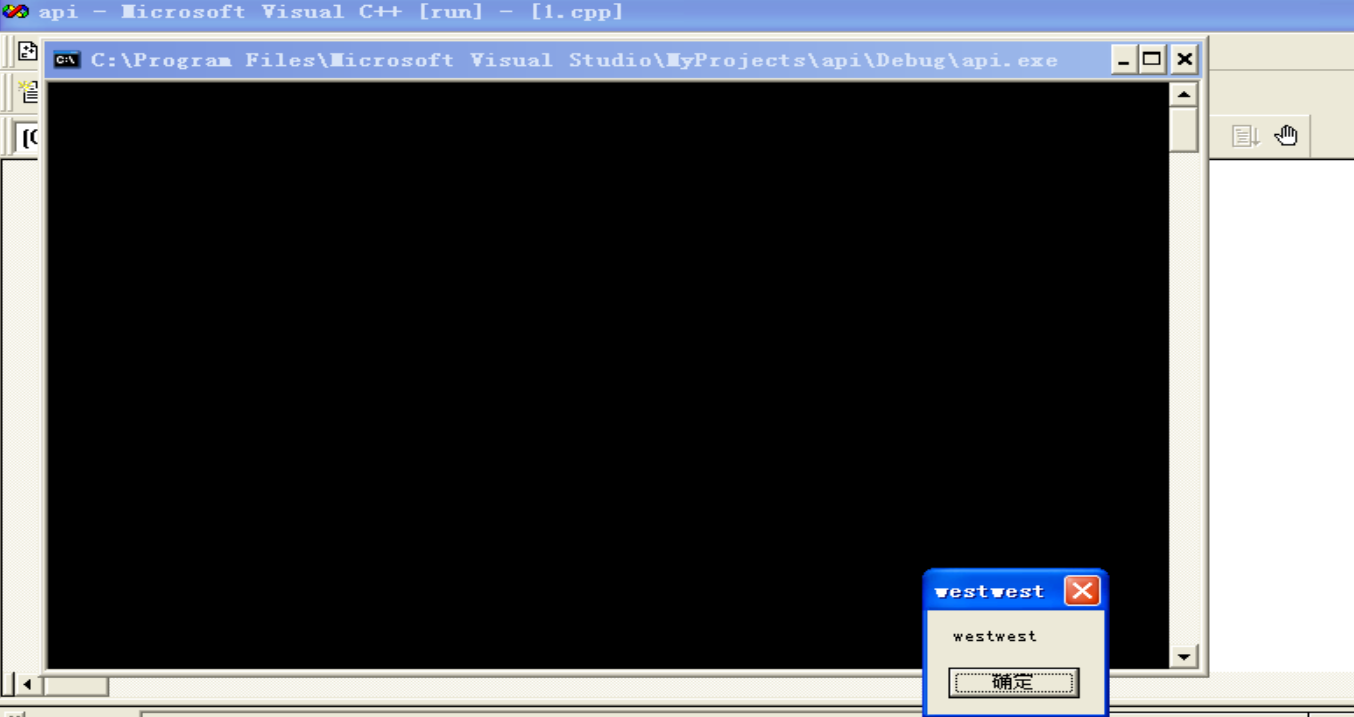 api - Microsoft Visual C++ [run] - [1.cpp]
C:\Program Files\Microsoft Visual Studio\MyProjects\api\Debug\api.exe
westwest
westwest
确定